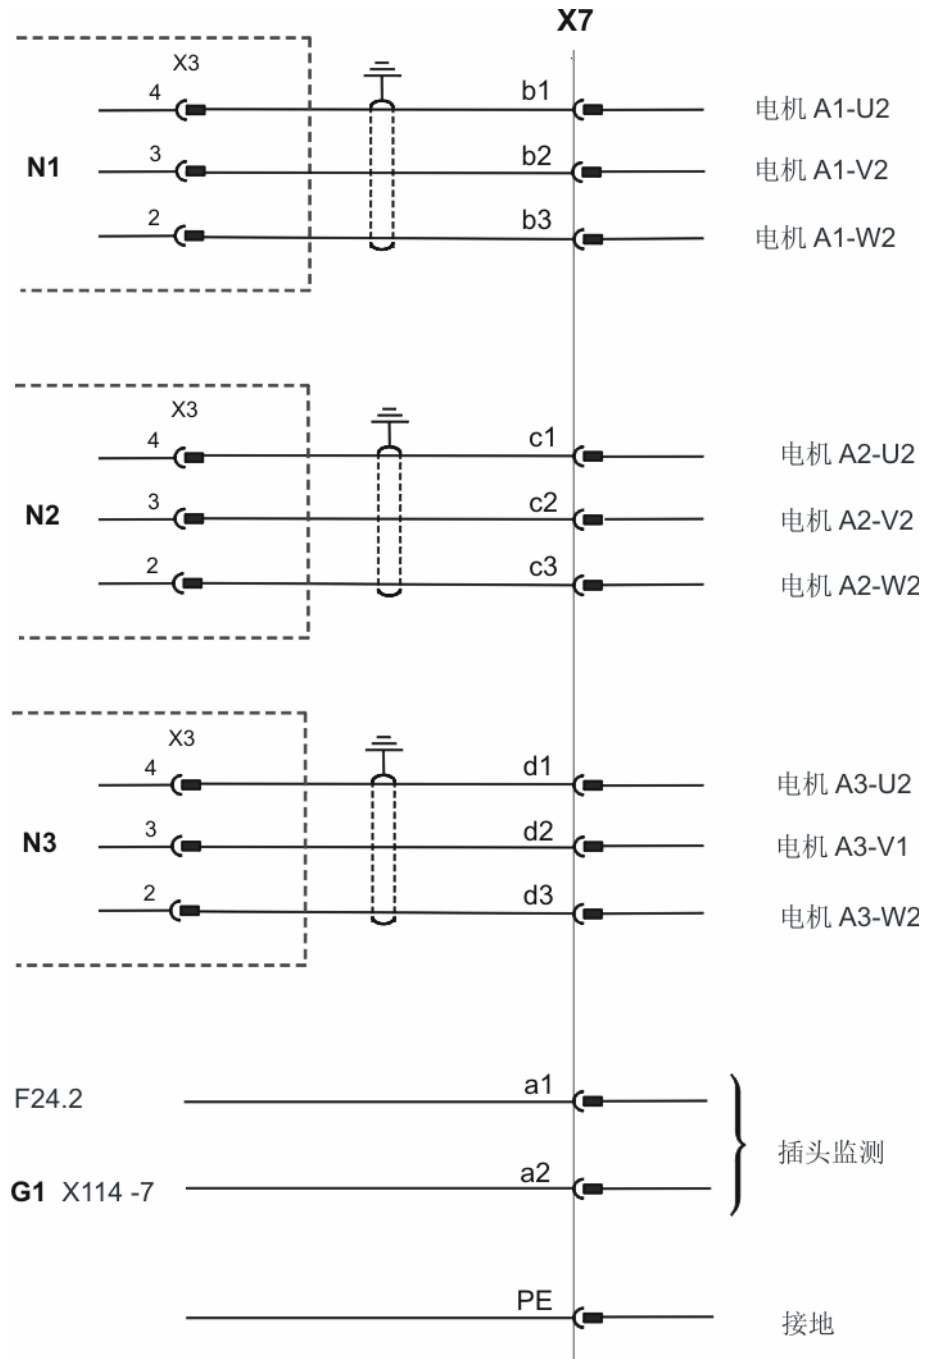 X7
X3
4 b1 电机 A1-U2
N1 3 b2 电机 A1-V2
2 b3 电机 A1-W2
X3
4 c1 电机 A2-U2
N2 3 c2 电机 A2-V2
2 c3 电机 A2-W2
X3
4 d1 电机 A3-U2
N3 3 d2 电机 A3-V1
2 d3 电机 A3-W2
F24.2 a1
插头监测
G1 X114 -7 a2
PE 接地